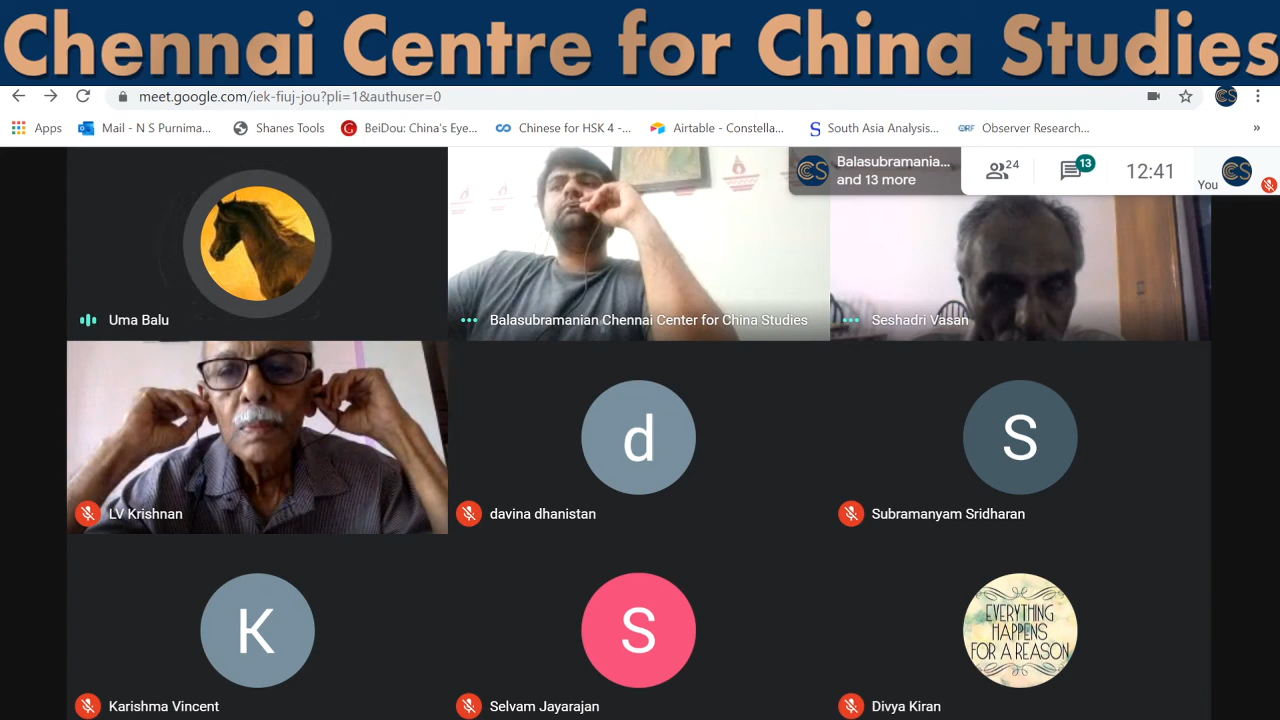 Chennai Centre for China Studies
meet.google.com/iek-fiuj-jou?pli=1&authuser=0
Apps
Mail - N S Purnima...
Shanes Tools
BeiDou: China's Eye...
Chinese for HSK 4 -...
Airtable - Constella...
South Asia Analysis...
ORF Observer Research...
»
CS
Balasubramania...
and 13 more
24
13
12:41
You
CS
Uma Balu
Balasubramanian Chennai Center for China Studies
Seshadri Vasan
LV Krishnan
d
davina dhanistan
S
Subramanyam Sridharan
K
Karishma Vincent
S
Selvam Jayarajan
EVERYTHING
HAPPENS
FOR A REASON
Divya Kiran